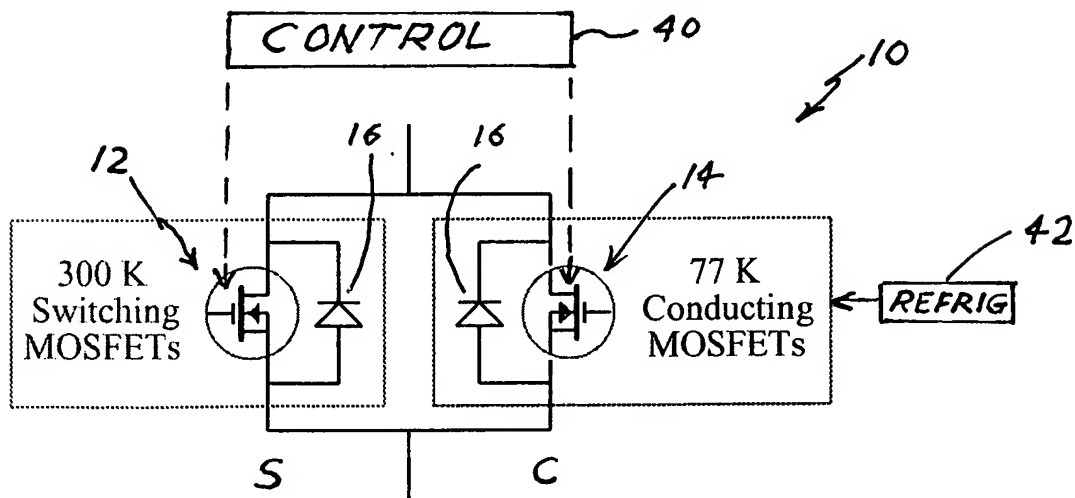 CONTROL
40
10
12
16
16
14
42
300 K
Switching
MOSFETs
77 K
Conducting
MOSFETs
REFRIG
S
C